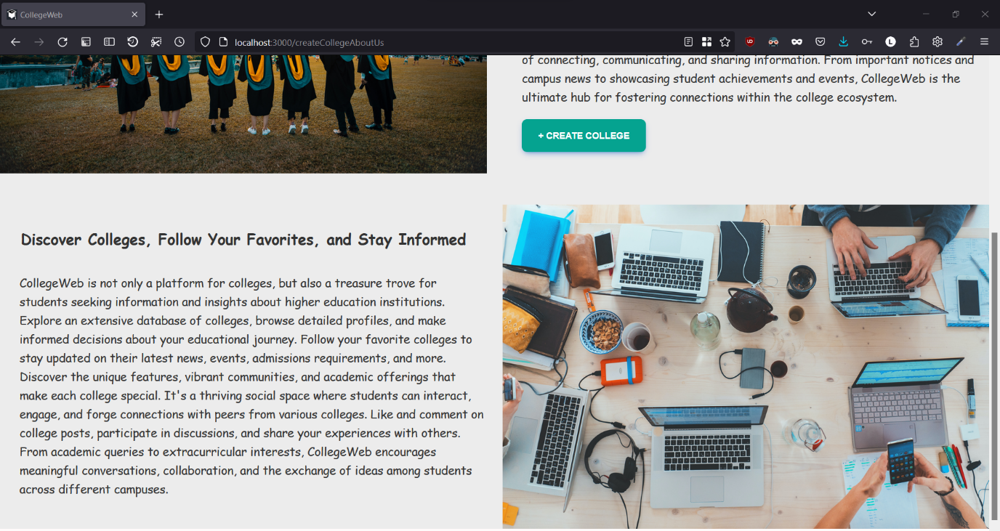 CollegeWeb
localhost:3000/createCollegeAboutUs
of connecting, communicating, and sharing information. From important notices and
campus news to showcasing student achievements and events, CollegeWeb is the
ultimate hub for fostering connections within the college ecosystem.
+ CREATE COLLEGE
Discover Colleges, Follow Your Favorites, and Stay Informed
CollegeWeb is not only a platform for colleges, but also a treasure trove for
students seeking information and insights about higher education institutions.
Explore an extensive database of colleges, browse detailed profiles, and make
informed decisions about your educational journey. Follow your favorite colleges to
stay updated on their latest news, events, admissions requirements, and more.
Discover the unique features, vibrant communities, and academic offerings that
make each college special. It's a thriving social space where students can interact,
engage, and forge connections with peers from various colleges. Like and comment on
college posts, participate in discussions, and share your experiences with others.
From academic queries to extracurricular interests, CollegeWeb encourages
meaningful conversations, collaboration, and the exchange of ideas among students
across different campuses.